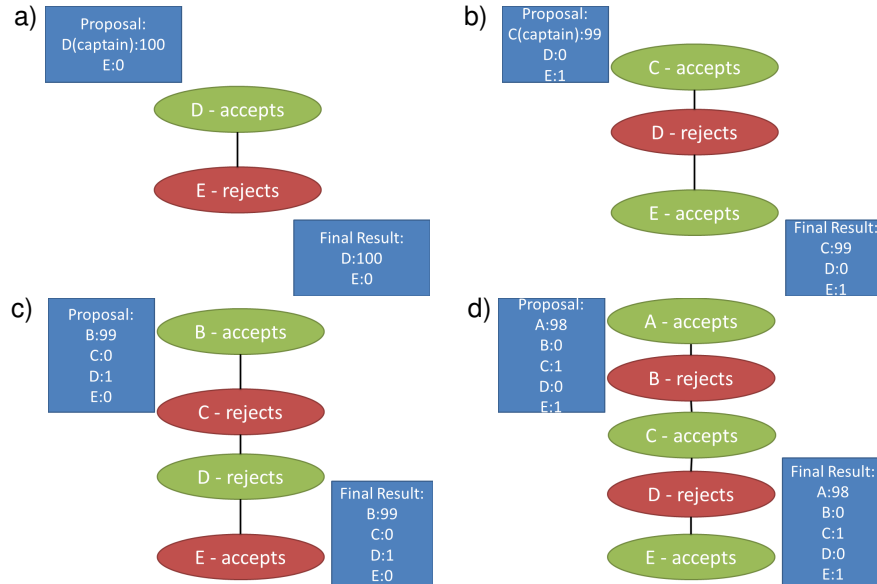 a)
Proposal:
D(captain):100
E:0
D - accepts
E - rejects
Final Result:
D:100
E:0
b)
Proposal:
C(captain):99
D:0
E:1
C - accepts
D - rejects
E - accepts
Final Result:
C:99
D:0
E:1
c)
Proposal:
B:99
C:0
D:1
E:0
B - accepts
C - rejects
D - rejects
E - accepts
Final Result:
B:99
C:0
D:1
E:0
d)
Proposal:
A:98
B:0
C:1
D:0
E:1
A - accepts
B - rejects
C - accepts
D - rejects
E - accepts
Final Result:
A:98
B:0
C:1
D:0
E:1